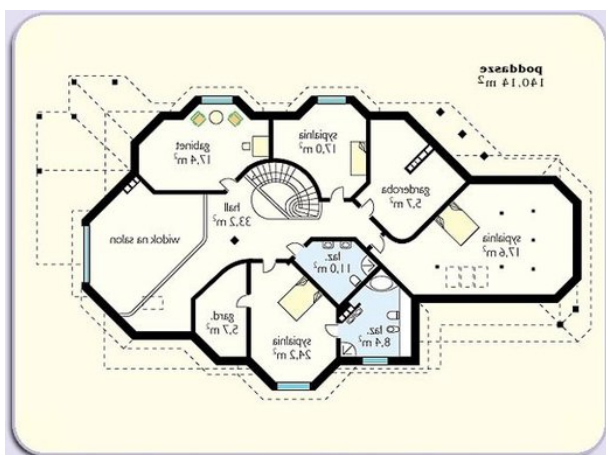 poddasze
140,14 m²
gabinet
17,4 m²
sypialnia
17,0 m²
garderoba
5,7 m²
sypialnia
17,6 m²
hall
33,2 m²
widok na salon
łaz.
11,0 m²
gard.
5,7 m²
sypialnia
24,2 m²
łaz.
8,4 m²